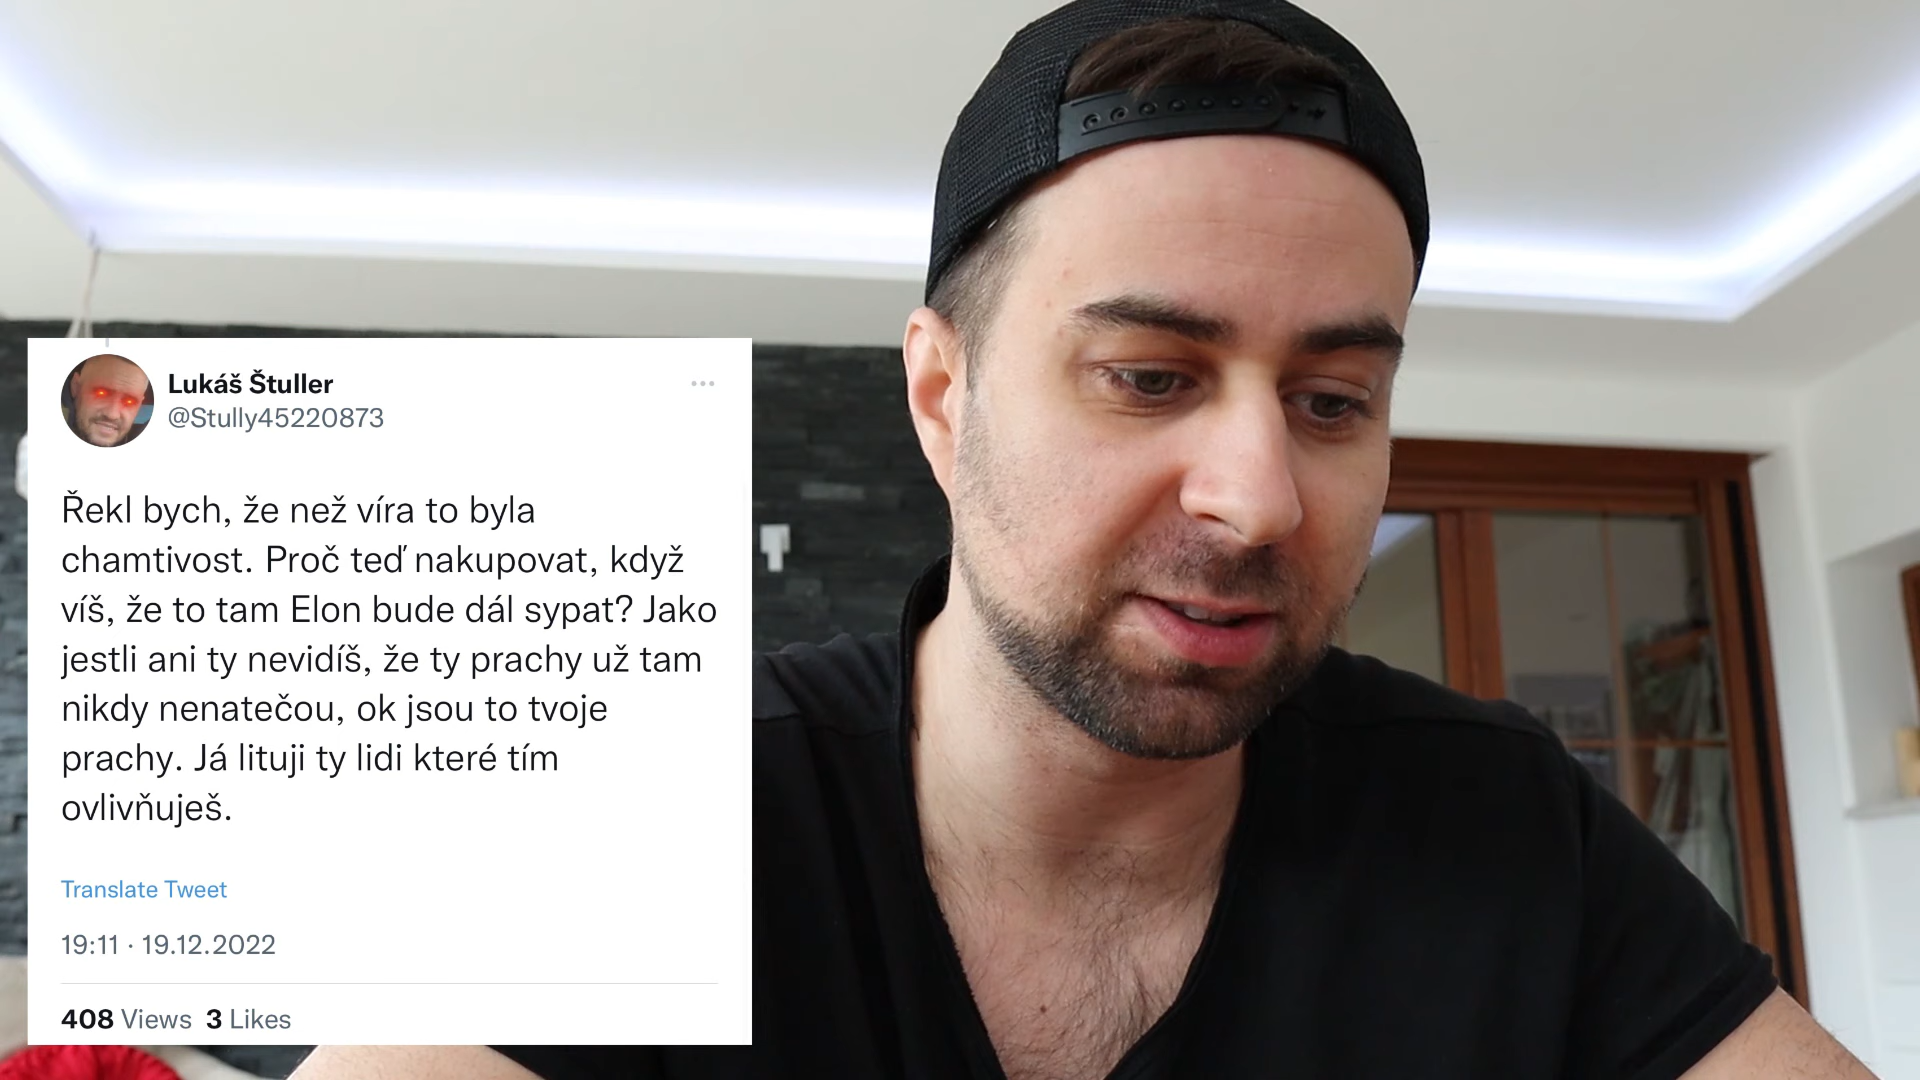 Lukáš Štuller
@Stully45220873
Řekl bych, že než víra to byla
chamtivost. Proč teď nakupovat, když
víš, že to tam Elon bude dál sypat? Jako
jestli ani ty nevidíš, že ty prachy už tam
nikdy nenatečou, ok jsou to tvoje
prachy. Já lituji ty lidi které tím
ovlivňuješ.
Translate Tweet
19:11 · 19.12.2022
408 Views 3 Likes